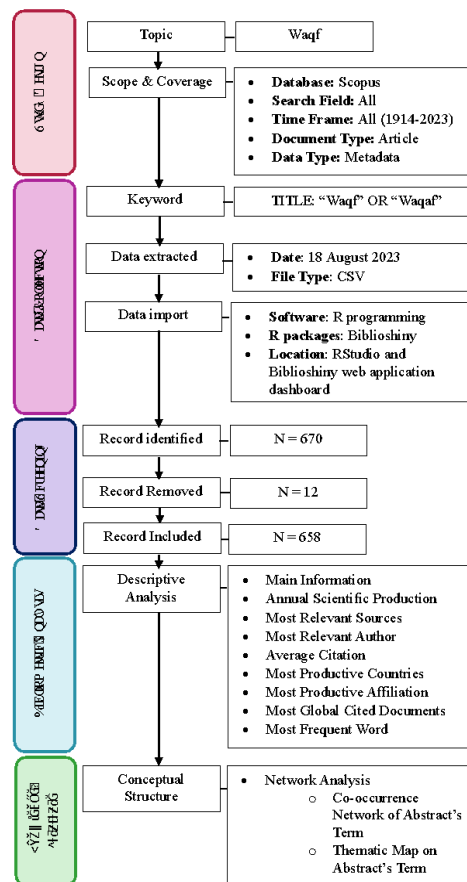 Topic
Waqf
Scope & Coverage
• Database: Scopus
• Search Field: All
• Time Frame: All (1914-2023)
• Document Type: Article
• Data Type: Metadata
Keyword
TITLE: “Waqf” OR “Waqaf”
Data extracted
• Date: 18 August 2023
• File Type: CSV
Data import
• Software: R programming
• R packages: Biblioshiny
• Location: RStudio and
Biblioshiny web application
dashboard
Record identified
N = 670
Record Removed
N = 12
Record Included
N = 658
Descriptive
Analysis
• Main Information
• Annual Scientific Production
• Most Relevant Sources
• Most Relevant Author
• Average Citation
• Most Productive Countries
• Most Productive Affiliation
• Most Global Cited Documents
• Most Frequent Word
Conceptual
Structure
• Network Analysis
○ Co-occurrence
Network of Abstract’s
Term
○ Thematic Map on
Abstract’s Term